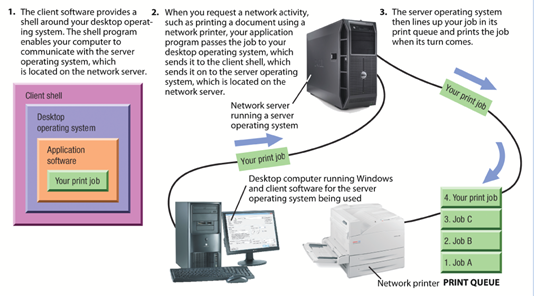 1. The client software provides a
shell around your desktop operat-
ing system. The shell program
enables your computer to
communicate with the server
operating system, which
is located on the network server.
2. When you request a network activity,
such as printing a document using a
network printer, your application
program passes the job to your
desktop operating system, which
sends it to the client shell, which
sends it on to the server operating
system, which is located on the
network server.
3. The server operating system
then lines up your job in its
print queue and prints the job
when its turn comes.
Client shell
Desktop
operating system
Application
software
Your print job
Network server
running a server
operating system
Your print job
Your print job
Desktop computer running Windows
and client software for the server
operating system being used
4. Your print job
3. Job C
2. Job B
1. Job A
Network printer
PRINT QUEUE